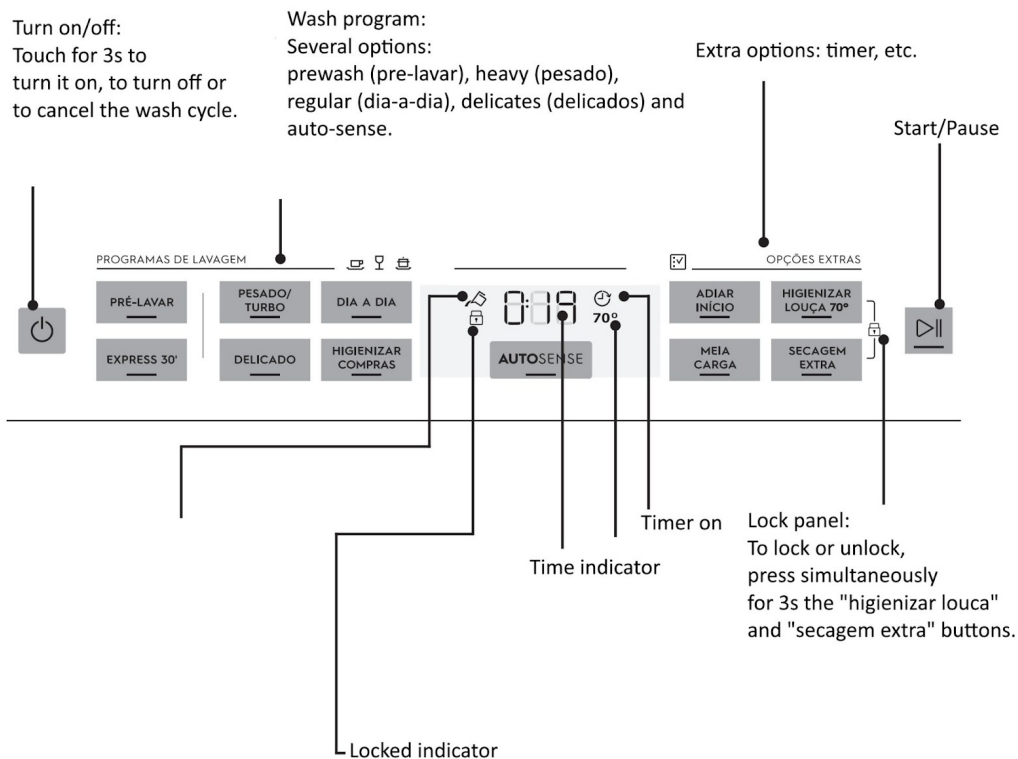 Turn on/off:
Touch for 3s to
turn it on, to turn off or
to cancel the wash cycle.
Wash program:
Several options:
prewash (pre-lavar), heavy (pesado),
regular (dia-a-dia), delicates (delicados) and
auto-sense.
Extra options: timer, etc.
Start/Pause
PROGRAMAS DE LAVAGEM
OPÇÕES EXTRAS
PRÉ-LAVAR
PESADO/
TURBO
DIA A DIA
EXPRESS 30'
DELICADO
HIGIENIZAR
COMPRAS
0:19
70°
AUTOSENSE
ADIAR
INÍCIO
HIGIENIZAR
LOUÇA 70°
MEIA
CARGA
SECAGEM
EXTRA
Timer on
Time indicator
Lock panel:
To lock or unlock,
press simultaneously
for 3s the "higienizar louca"
and "secagem extra" buttons.
Locked indicator